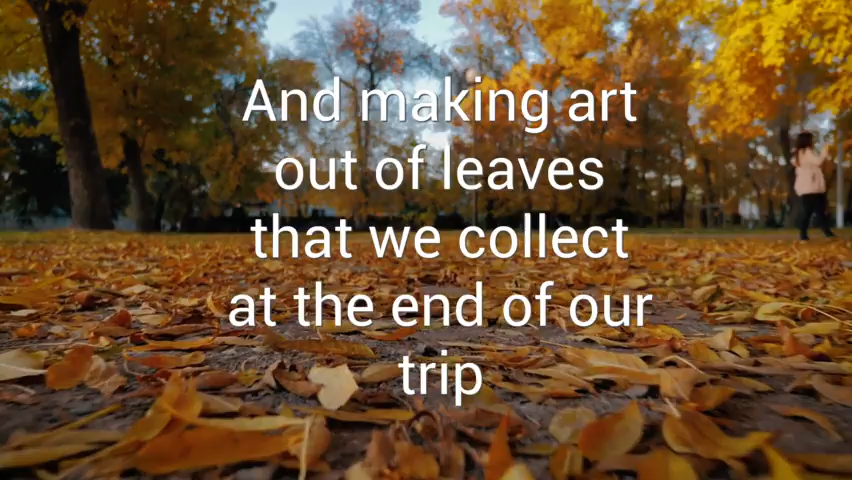 And making art
out of leaves
that we collect
at the end of our
trip